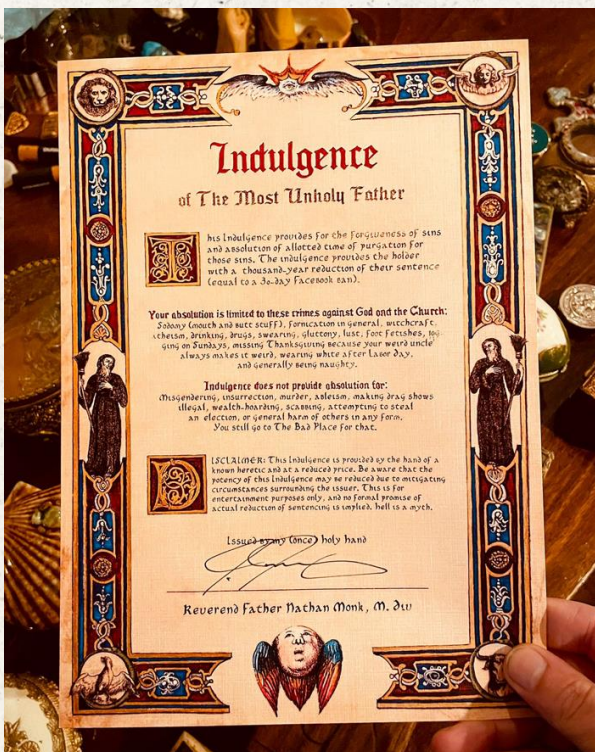 Indulgence
of The Most Unholy Father
This Indulgence provides for the forgiveness of sins
and absolution of allotted time of purgation for
those sins. The indulgence provides the holder
with a thousand-year reduction of their sentence
(equal to a 30-day Facebook ban).
Your absolution is limited to these crimes against God and the Church:
Sodomy (mouth and butt stuff), fornication in general, witchcraft,
atheism, drinking, drugs, swearing, gluttony, lust, foot fetishes, jog
ging on Sundays, missing Thanksgiving because your weird uncle
always makes it weird, wearing white after Labor Day,
and generally being naughty.
Indulgence does not provide absolution for:
Misgendering, insurrection, murder, ableism, making drag shows
illegal, wealth-hoarding, scabbing, attempting to steal
an election, or general harm of others in any form.
You still go to The Bad Place for that.
DISCLAIMER: This Indulgence is provided by the hand of a
known heretic and at a reduced price. Be aware that the
potency of this Indulgence may be reduced due to mitigating
circumstances surrounding the issuer. This is for
entertainment purposes only, and no formal promise of
actual reduction of sentencing is implied. Hell is a myth.
Issued by my (once) holy hand
Reverend Father Nathan Monk, M. Div